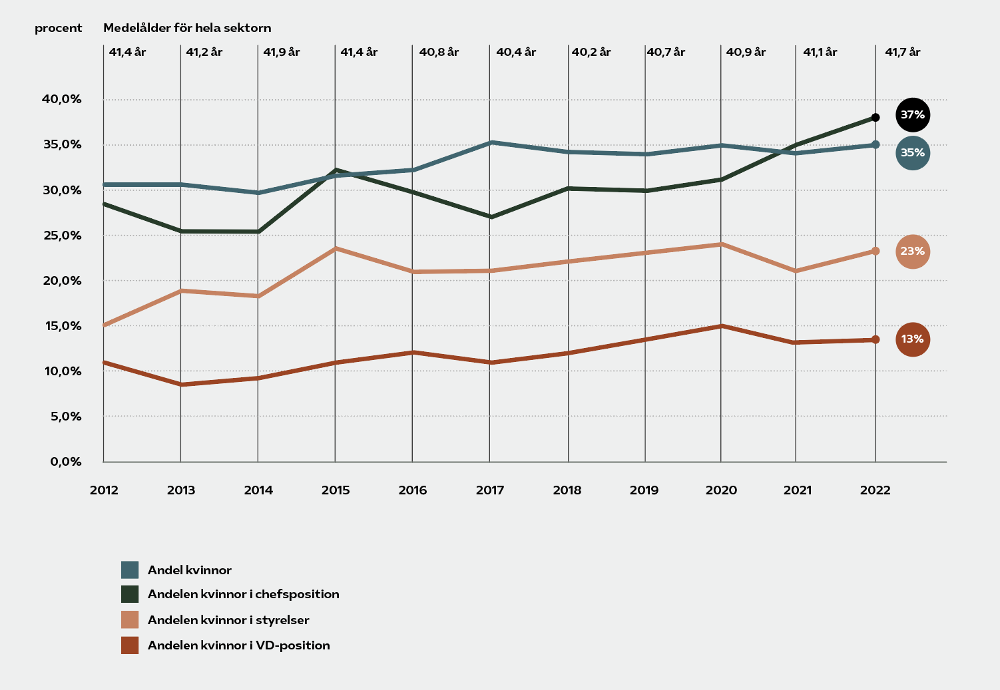 procent Medelålder för hela sektorn
41,4 år 41,2 år 41,9 år 41,4 år 40,8 år 40,4 år 40,2 år 40,7 år 40,9 år 41,1 år 41,7 år
40,0%
37%
35,0%
35%
30,0%
25,0%
23%
20,0%
15,0%
13%
10,0%
5,0%
0,0%
2012 2013 2014 2015 2016 2017 2018 2019 2020 2021 2022
Andel kvinnor
Andelen kvinnor i chefsposition
Andelen kvinnor i styrelser
Andelen kvinnor i VD-position